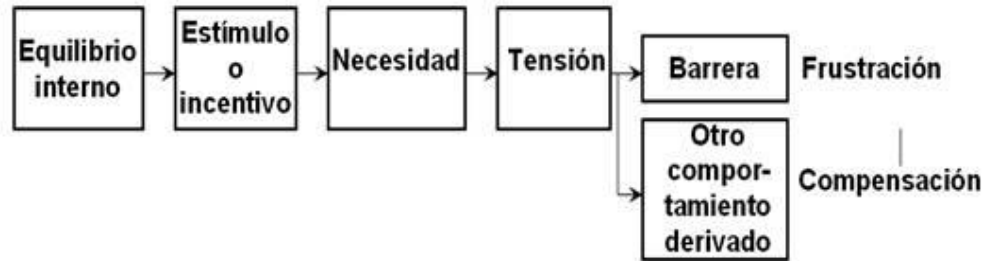 Equilibrio
interno
Estímulo
o
incentivo
Necesidad
Tensión
Barrera
Frustración
Otro
compor-
tamiento
derivado
Compensación